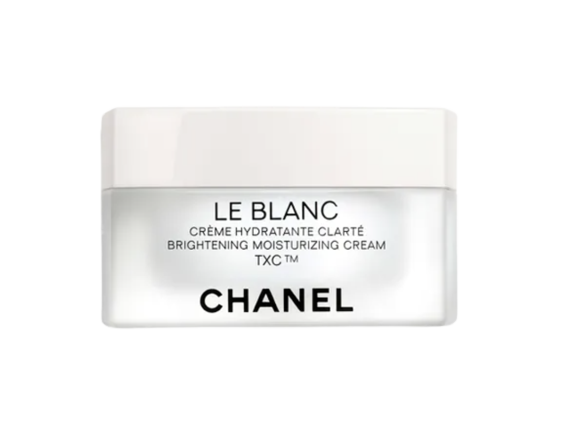 LE BLANC
CRÈME HYDRATANTE CLARTÉ
BRIGHTENING MOISTURIZING CREAM
TXC™
CHANEL